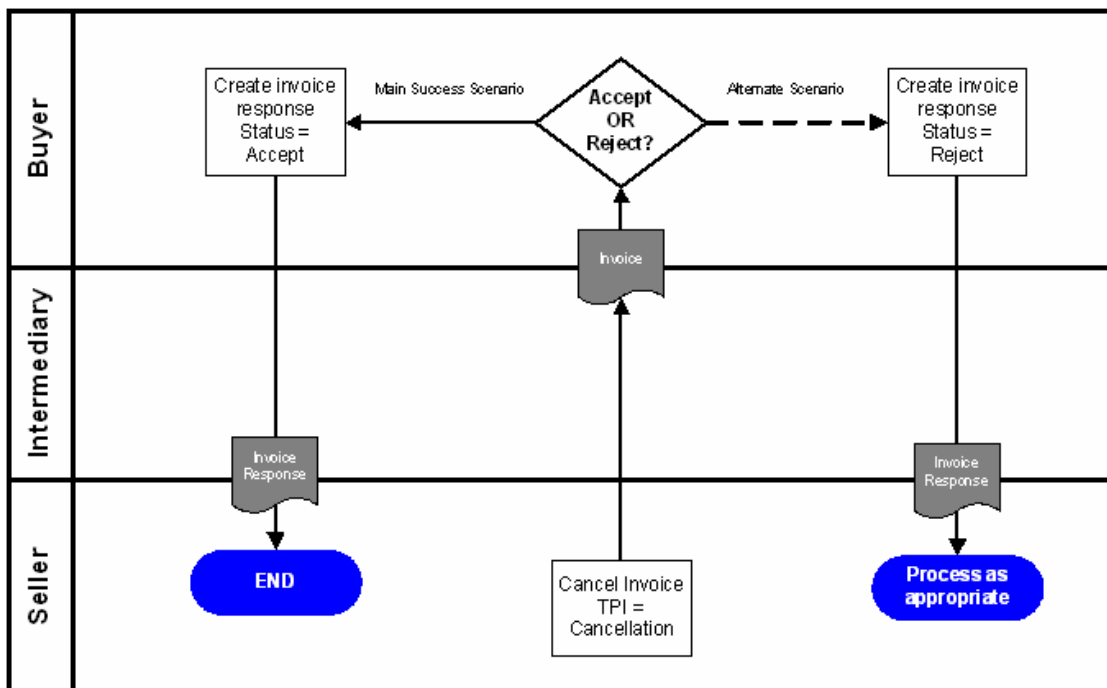 Buyer
Create invoice
response
Status =
Accept
Main Success Scenario
Accept
OR
Reject?
Alternate Scenario
Create invoice
response
Status =
Reject
Invoice
Intermediary
Invoice
Response
Invoice
Response
Seller
END
Cancel Invoice
TPI =
Cancellation
Process as
appropriate